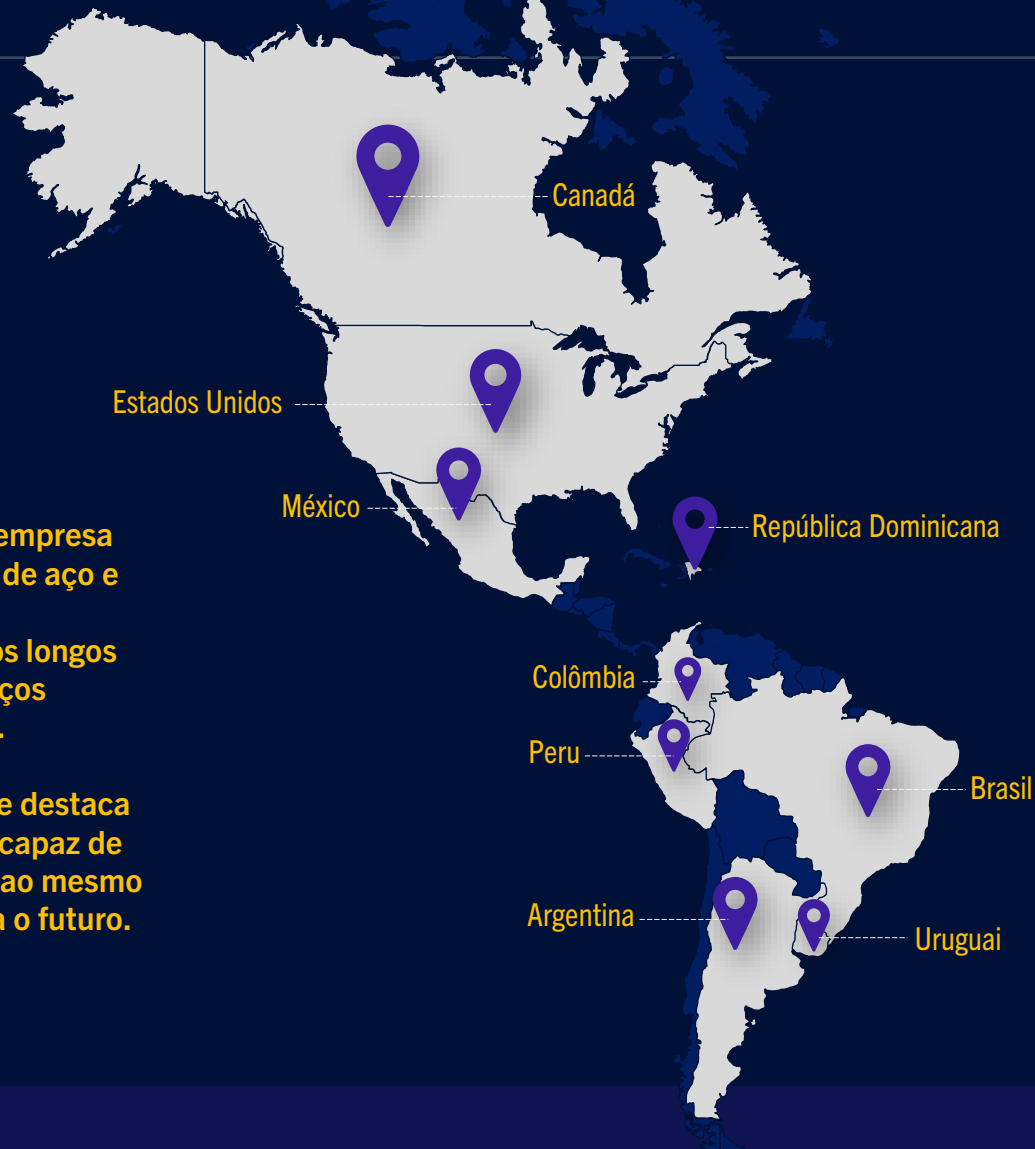 Canadá
Estados Unidos
México
República Dominicana
empresa
de aço e
os longos
ços
.
Colômbia
Peru
Brasil
e destaca
capaz de
ao mesmo
a o futuro.
Argentina
Uruguai